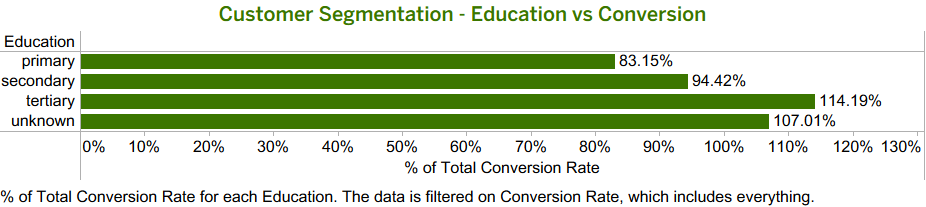 Customer Segmentation - Education vs Conversion
Education
primary 83.15%
secondary 94.42%
tertiary 114.19%
unknown 107.01%
0% 10% 20% 30% 40% 50% 60% 70% 80% 90% 100% 110% 120% 130%
% of Total Conversion Rate
% of Total Conversion Rate for each Education. The data is filtered on Conversion Rate, which includes everything.